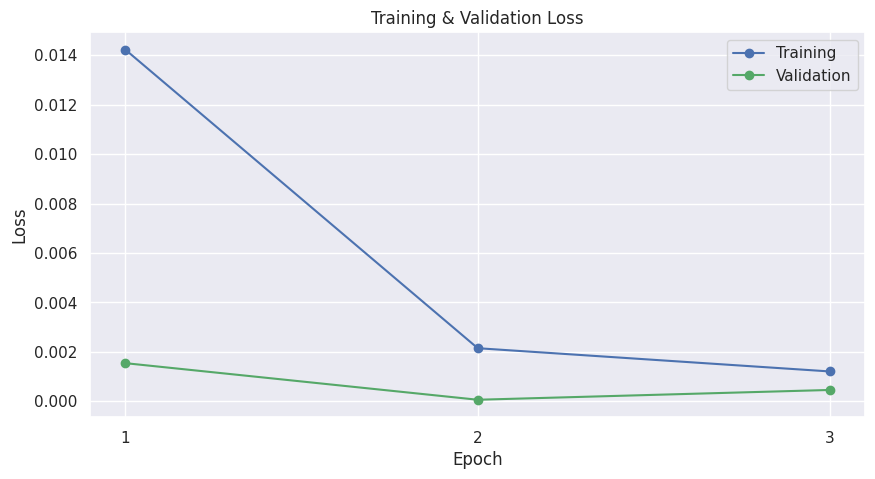 Training & Validation Loss
Training
Validation
0.014
0.012
0.010
0.008
0.006
0.004
0.002
0.000
Loss
1
2
3
Epoch